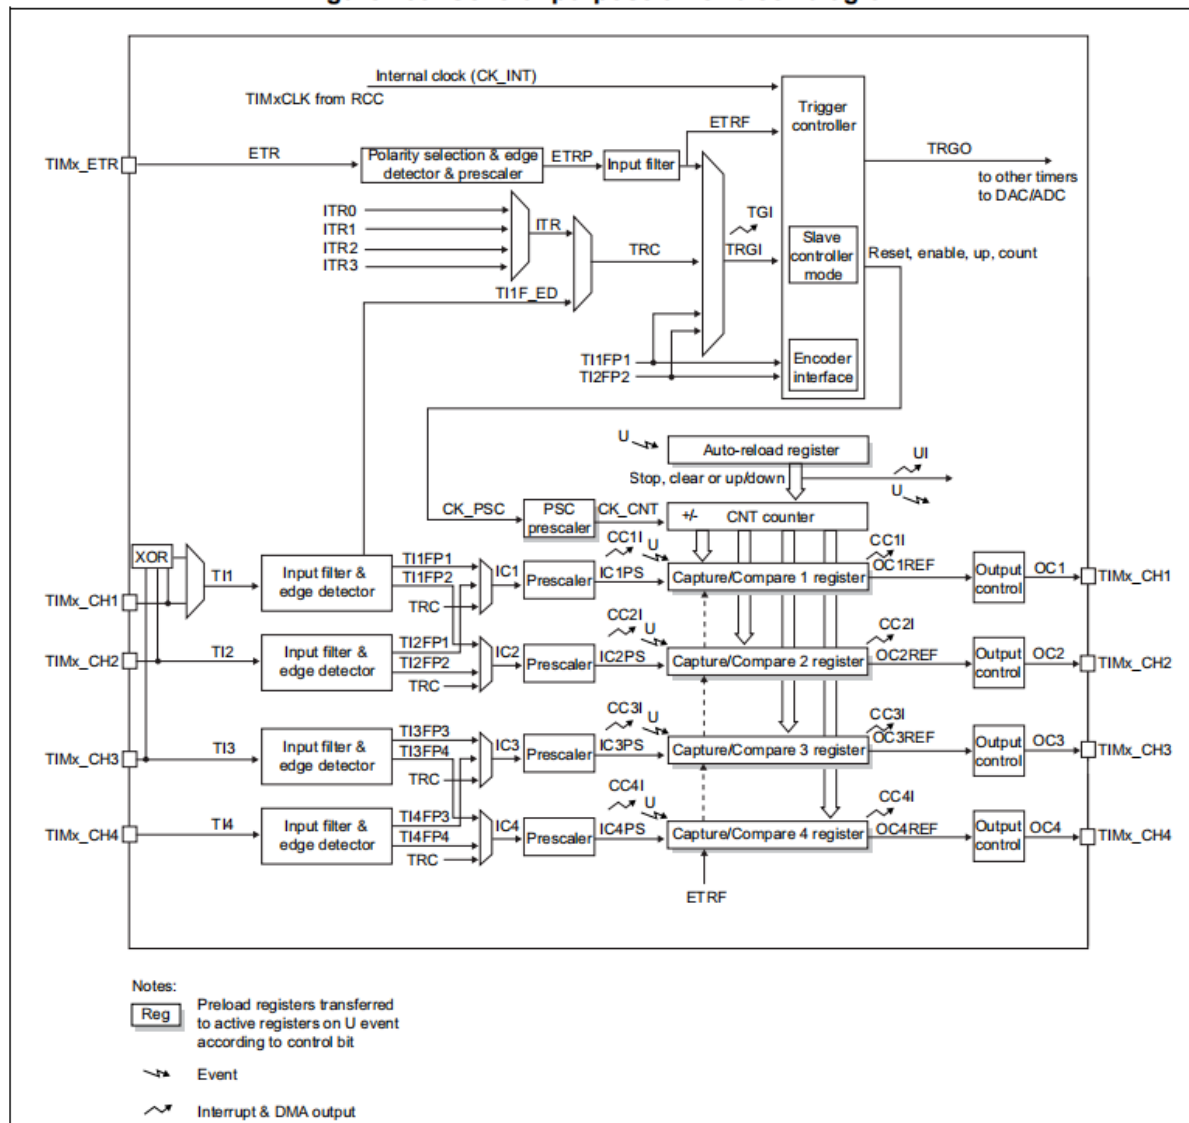 Internal clock (CK_INT)
TIMxCLK from RCC
Trigger
controller
ETRF
TIMx_ETR
ETR
Polarity selection & edge
detector & prescaler
ETRP
Input filter
TRGO
to other timers
to DAC/ADC
ITR0
ITR1
ITR2
ITR3
ITR
TRC
TGI
TRGI
Slave
controller
mode
Reset, enable, up, count
TI1F_ED
TI1FP1
TI2FP2
Encoder
interface
U
Auto-reload register
UI
Stop, clear or up/down
U
CK_PSC
PSC
prescaler
CK_CNT
+/-
CNT counter
XOR
TI1
TIMx_CH1
Input filter &
edge detector
TI1FP1
TI1FP2
TRC
IC1
Prescaler
IC1PS
CC1I
U
Capture/Compare 1 register
CC1I
OC1REF
Output
control
OC1
TIMx_CH1
TIMx_CH2
TI2
Input filter &
edge detector
TI2FP1
TI2FP2
TRC
IC2
Prescaler
IC2PS
CC2I
U
Capture/Compare 2 register
CC2I
OC2REF
Output
control
OC2
TIMx_CH2
TIMx_CH3
TI3
Input filter &
edge detector
TI3FP3
TI3FP4
TRC
IC3
Prescaler
IC3PS
CC3I
U
Capture/Compare 3 register
CC3I
OC3REF
Output
control
OC3
TIMx_CH3
TIMx_CH4
TI4
Input filter &
edge detector
TI4FP3
TI4FP4
TRC
IC4
Prescaler
IC4PS
CC4I
U
Capture/Compare 4 register
CC4I
OC4REF
Output
control
OC4
TIMx_CH4
ETRF
Notes:
Reg
Preload registers transferred
to active registers on U event
according to control bit
Event
Interrupt & DMA output